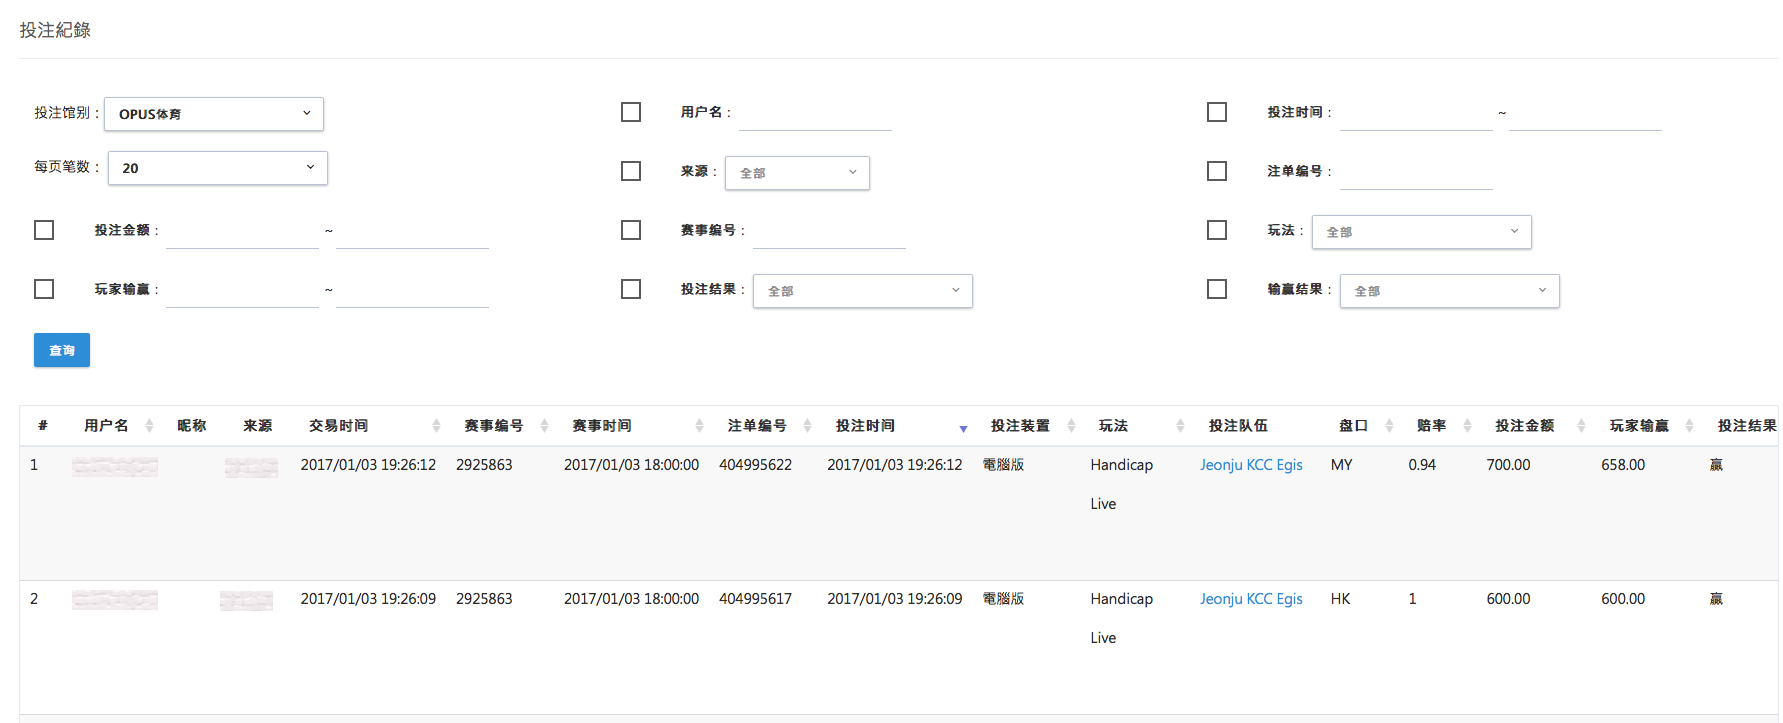 投注紀錄
投注馆别： OPUS体育 用户名： 投注时间： ~
每页笔数： 20 来源： 全部 注单编号：
投注金额： ~ 赛事编号： 玩法： 全部
玩家输赢： ~ 投注结果： 全部 输赢结果： 全部
查询
# 用户名 昵称 来源 交易时间 赛事编号 赛事时间 注单编号 投注时间 投注装置 玩法 投注队伍 盘口 赔率 投注金额 玩家输赢 投注结果
1 2017/01/03 19:26:12 2925863 2017/01/03 18:00:00 404995622 2017/01/03 19:26:12 電腦版 Handicap Jeonju KCC Egis MY 0.94 700.00 658.00 贏
Live
2 2017/01/03 19:26:09 2925863 2017/01/03 18:00:00 404995617 2017/01/03 19:26:09 電腦版 Handicap Jeonju KCC Egis HK 1 600.00 600.00 贏
Live